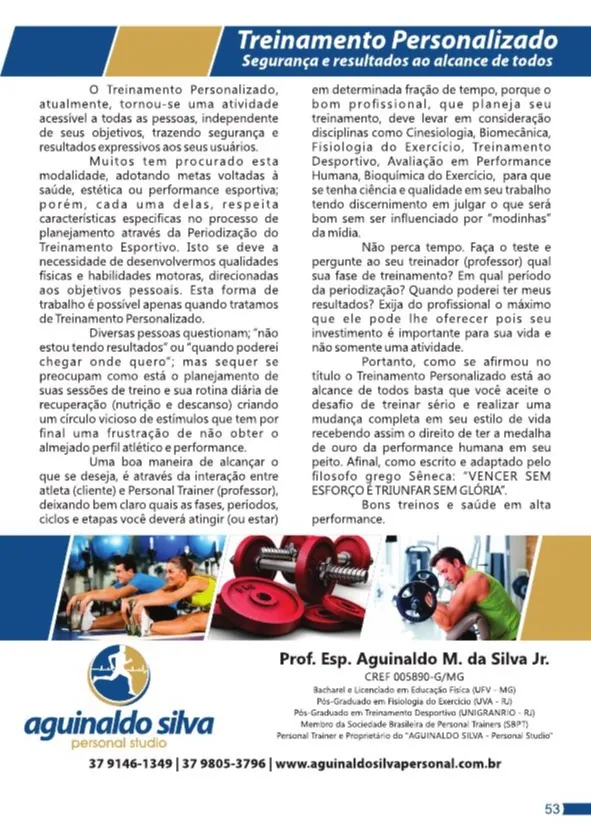 Treinamento Personalizado
Segurança e resultados ao alcance de todos
O Treinamento Personalizado,
atualmente, tornou-se uma atividade
acessível a todas as pessoas, independente
de seus objetivos, trazendo segurança e
resultados expressivos aos seus usuários.
Muitos tem procurado esta
modalidade, adotando metas voltadas à
saúde, estética ou performance esportiva;
porém, cada uma delas, respeita
características especificas no processo de
planejamento através da Periodização do
Treinamento Esportivo. Isto se deve a
necessidade de desenvolvermos qualidades
físicas e habilidades motoras, direcionadas
aos objetivos pessoais. Esta forma de
trabalho é possível apenas quando tratamos
de Treinamento Personalizado.
Diversas pessoas questionam; "não
estou tendo resultados" ou "quando poderei
chegar onde quero"; mas sequer se
preocupam como está o planejamento de
suas sessões de treino e sua rotina diária de
recuperação (nutrição e descanso) criando
um círculo vicioso de estímulos que tem por
final uma frustração de não obter o
almejado perfil atlético e performance.
Uma boa maneira de alcançar o
que se deseja, é através da interação entre
atleta (cliente) e Personal Trainer (professor),
deixando bem claro quais as fases, períodos,
ciclos e etapas você deverá atingir (ou estar)
em determinada fração de tempo, porque o
bom profissional, que planeja seu
treinamento, deve levar em consideração
disciplinas como Cinesiologia, Biomecânica,
Fisiologia do Exercício, Treinamento
Desportivo, Avaliação em Performance
Humana, Bioquímica do Exercício, para que
se tenha ciência e qualidade em seu trabalho
tendo discernimento em julgar o que será
bom sem ser influenciado por "modinhas"
da mídia.
Não perca tempo. Faça o teste e
pergunte ao seu treinador (professor) qual
sua fase de treinamento? Em qual período
da periodização? Quando poderei ter meus
resultados? Exija do profissional o máximo
que ele pode lhe oferecer pois seu
investimento é importante para sua vida e
não somente uma atividade.
Portanto, como se afirmou no
título o Treinamento Personalizado está ao
alcance de todos basta que você aceite o
desafio de treinar sério e realizar uma
mudança completa em seu estilo de vida
recebendo assim o direito de ter a medalha
de ouro da performance humana em seu
peito. Afinal, como escrito e adaptado pelo
filosofo grego Sêneca: "VENCER SEM
ESFORÇO É TRIUNFAR SEM GLÓRIA".
Bons treinos e saúde em alta
performance.
aguinaldo silva
personal studio
Prof. Esp. Aguinaldo M. da Silva Jr.
CREF 005890-G/MG
Bacharel e Licenciado em Educação Física (UFV - MG)
Pós-Graduado em Fisiologia do Exercício (UVA - RJ)
Pós-Graduado em Treinamento Desportivo (UNIGRANRIO - RJ)
Membro da Sociedade Brasileira de Personal Trainers (SBPT)
Personal Trainer e Proprietário do "AGUINALDO SILVA - Personal Studio"
37 9146-1349 | 37 9805-3796 | www.aguinaldosilvapersonal.com.br
53